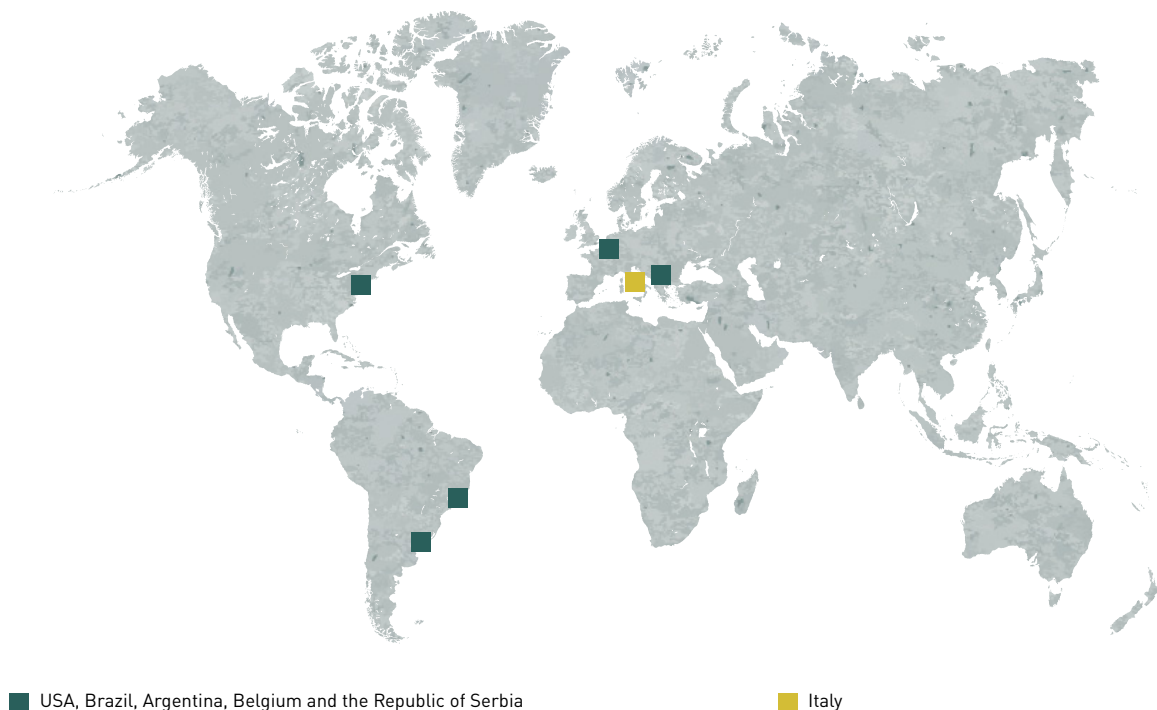 USA, Brazil, Argentina, Belgium and the Republic of Serbia
Italy